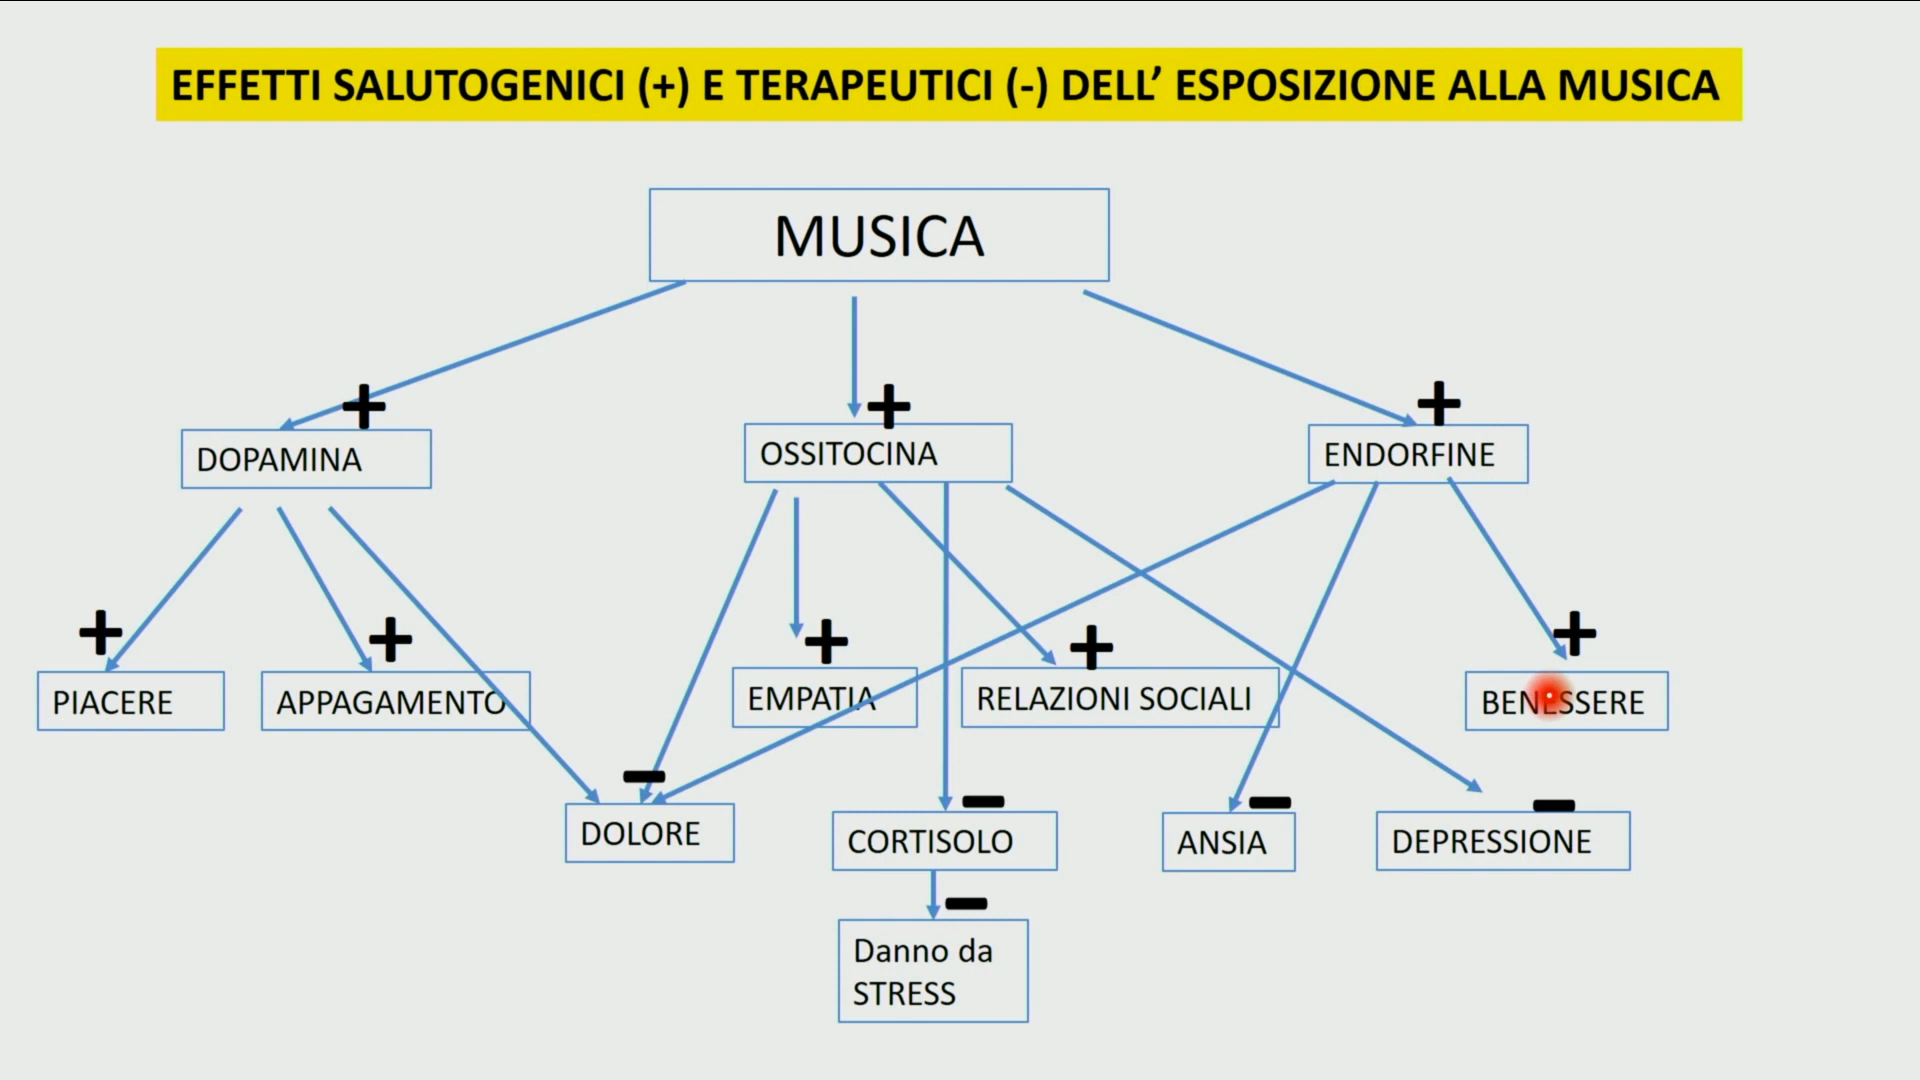 EFFETTI SALUTOGENICI (+) E TERAPEUTICI (-) DELL’ ESPOSIZIONE ALLA MUSICA
MUSICA
+
+
+
DOPAMINA
OSSITOCINA
ENDORFINE
+
+
+
+
+
PIACERE
APPAGAMENTO
EMPATIA
RELAZIONI SOCIALI
BENESSERE
-
-
-
-
DOLORE
CORTISOLO
ANSIA
DEPRESSIONE
-
Danno da
STRESS